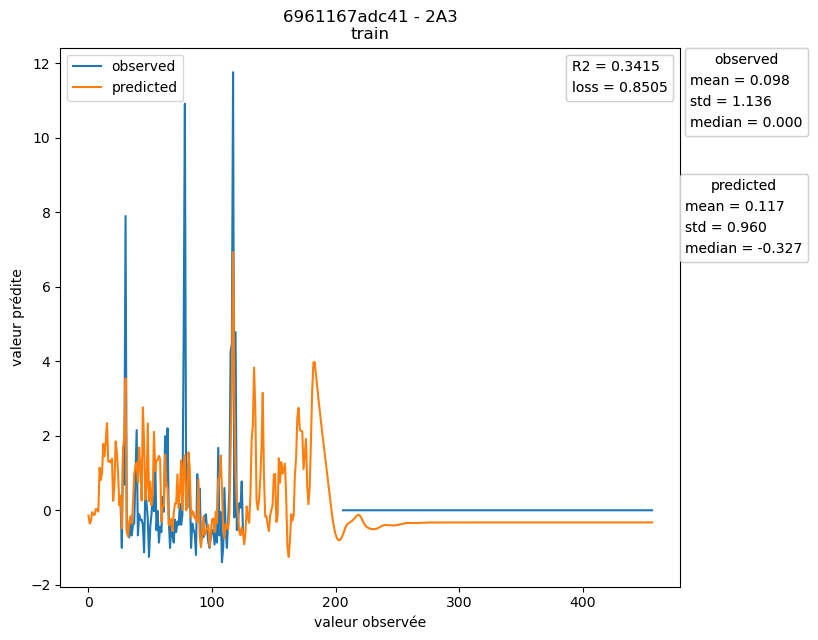 6961167adc41 - 2A3
train
observed
predicted
R2 = 0.3415
loss = 0.8505
observed
mean = 0.098
std = 1.136
median = 0.000
predicted
mean = 0.117
std = 0.960
median = -0.327
12
10
8
6
4
2
0
−2
valeur prédite
0
100
200
300
400
valeur observée